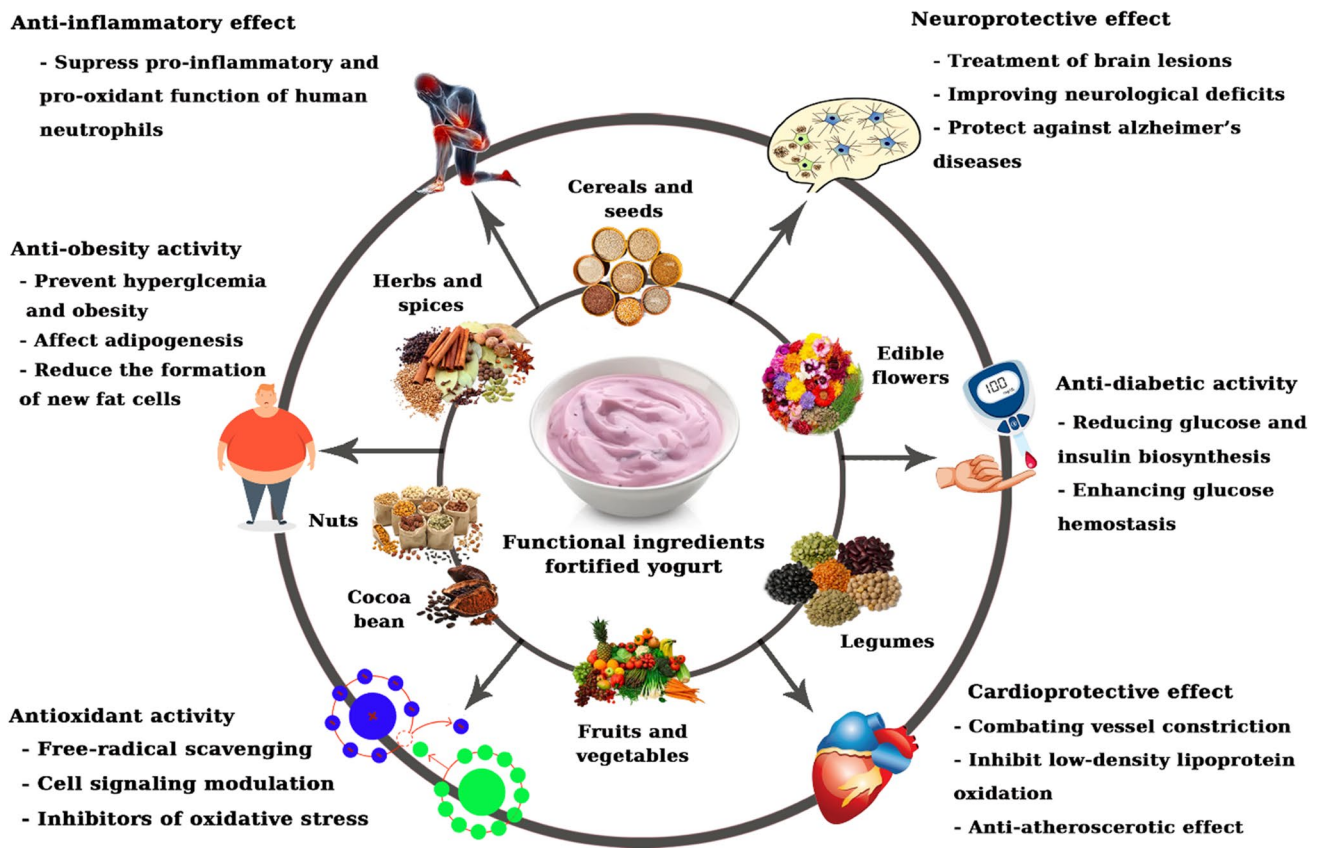 Anti-inflammatory effect
- Supress pro-inflammatory and
pro-oxidant function of human
neutrophils
Neuroprotective effect
- Treatment of brain lesions
- Improving neurological deficits
- Protect against alzheimer's
diseases
Cereals and
seeds
Anti-obesity activity
- Prevent hyperglcemia
and obesity
- Affect adipogenesis
- Reduce the formation
of new fat cells
Herbs and
spices
Edible
flowers
100
Anti-diabetic activity
- Reducing glucose and
insulin biosynthesis
- Enhancing glucose
hemostasis
Nuts
Functional ingredients
fortified yogurt
Cocoa
bean
Legumes
Fruits and
vegetables
Antioxidant activity
- Free-radical scavenging
- Cell signaling modulation
- Inhibitors of oxidative stress
Cardioprotective effect
- Combating vessel constriction
- Inhibit low-density lipoprotein
oxidation
- Anti-atheroscerotic effect